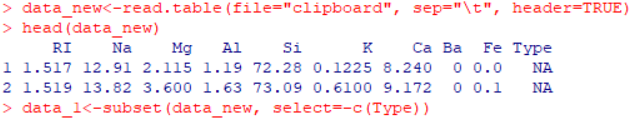 > data_new<-read.table(file="clipboard", sep="\t", header=TRUE)
> head(data_new)
     RI    Na    Mg   Al    Si      K    Ca Ba  Fe Type
1 1.517 12.91 2.115 1.19 72.28 0.1225 8.240  0 0.0   NA
2 1.519 13.82 3.600 1.63 73.09 0.6100 9.172  0 0.1   NA
> data_1<-subset(data_new, select=-c(Type))